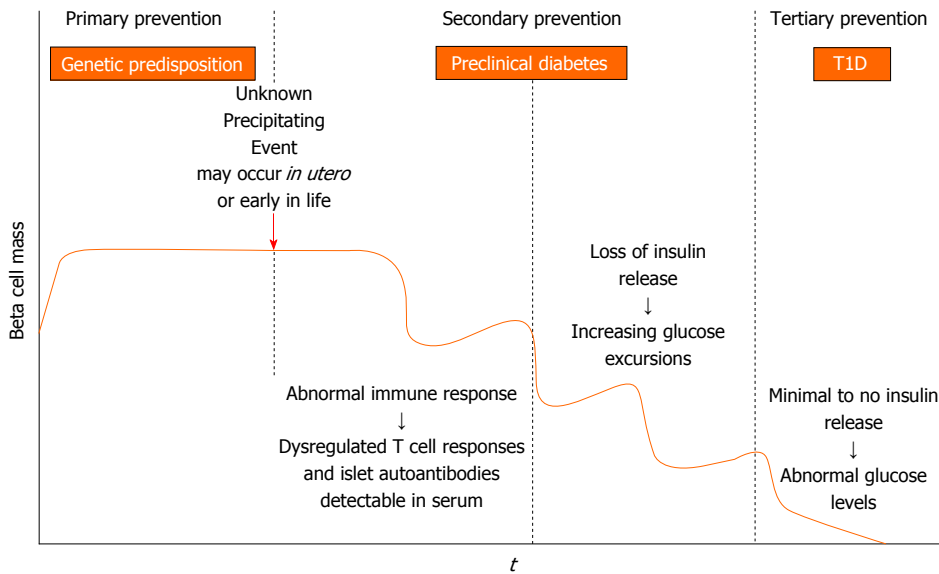 Primary prevention
Secondary prevention
Tertiary prevention
Genetic predisposition
Preclinical diabetes
T1D
Unknown
Precipitating
Event
may occur in utero
or early in life
Beta cell mass
Loss of insulin
release
↓
Increasing glucose
excursions
Abnormal immune response
↓
Dysregulated T cell responses
and islet autoantibodies
detectable in serum
Minimal to no insulin
release
↓
Abnormal glucose
levels
t